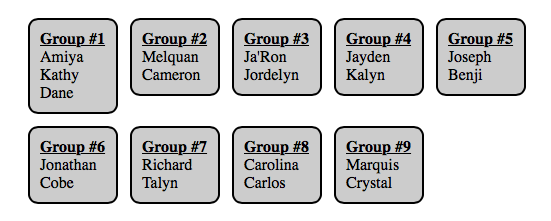 Group #1
Amiya
Kathy
Dane
Group #2
Melquan
Cameron
Group #3
Ja'Ron
Jordelyn
Group #4
Jayden
Kalyn
Group #5
Joseph
Benji
Group #6
Jonathan
Cobe
Group #7
Richard
Talyn
Group #8
Carolina
Carlos
Group #9
Marquis
Crystal